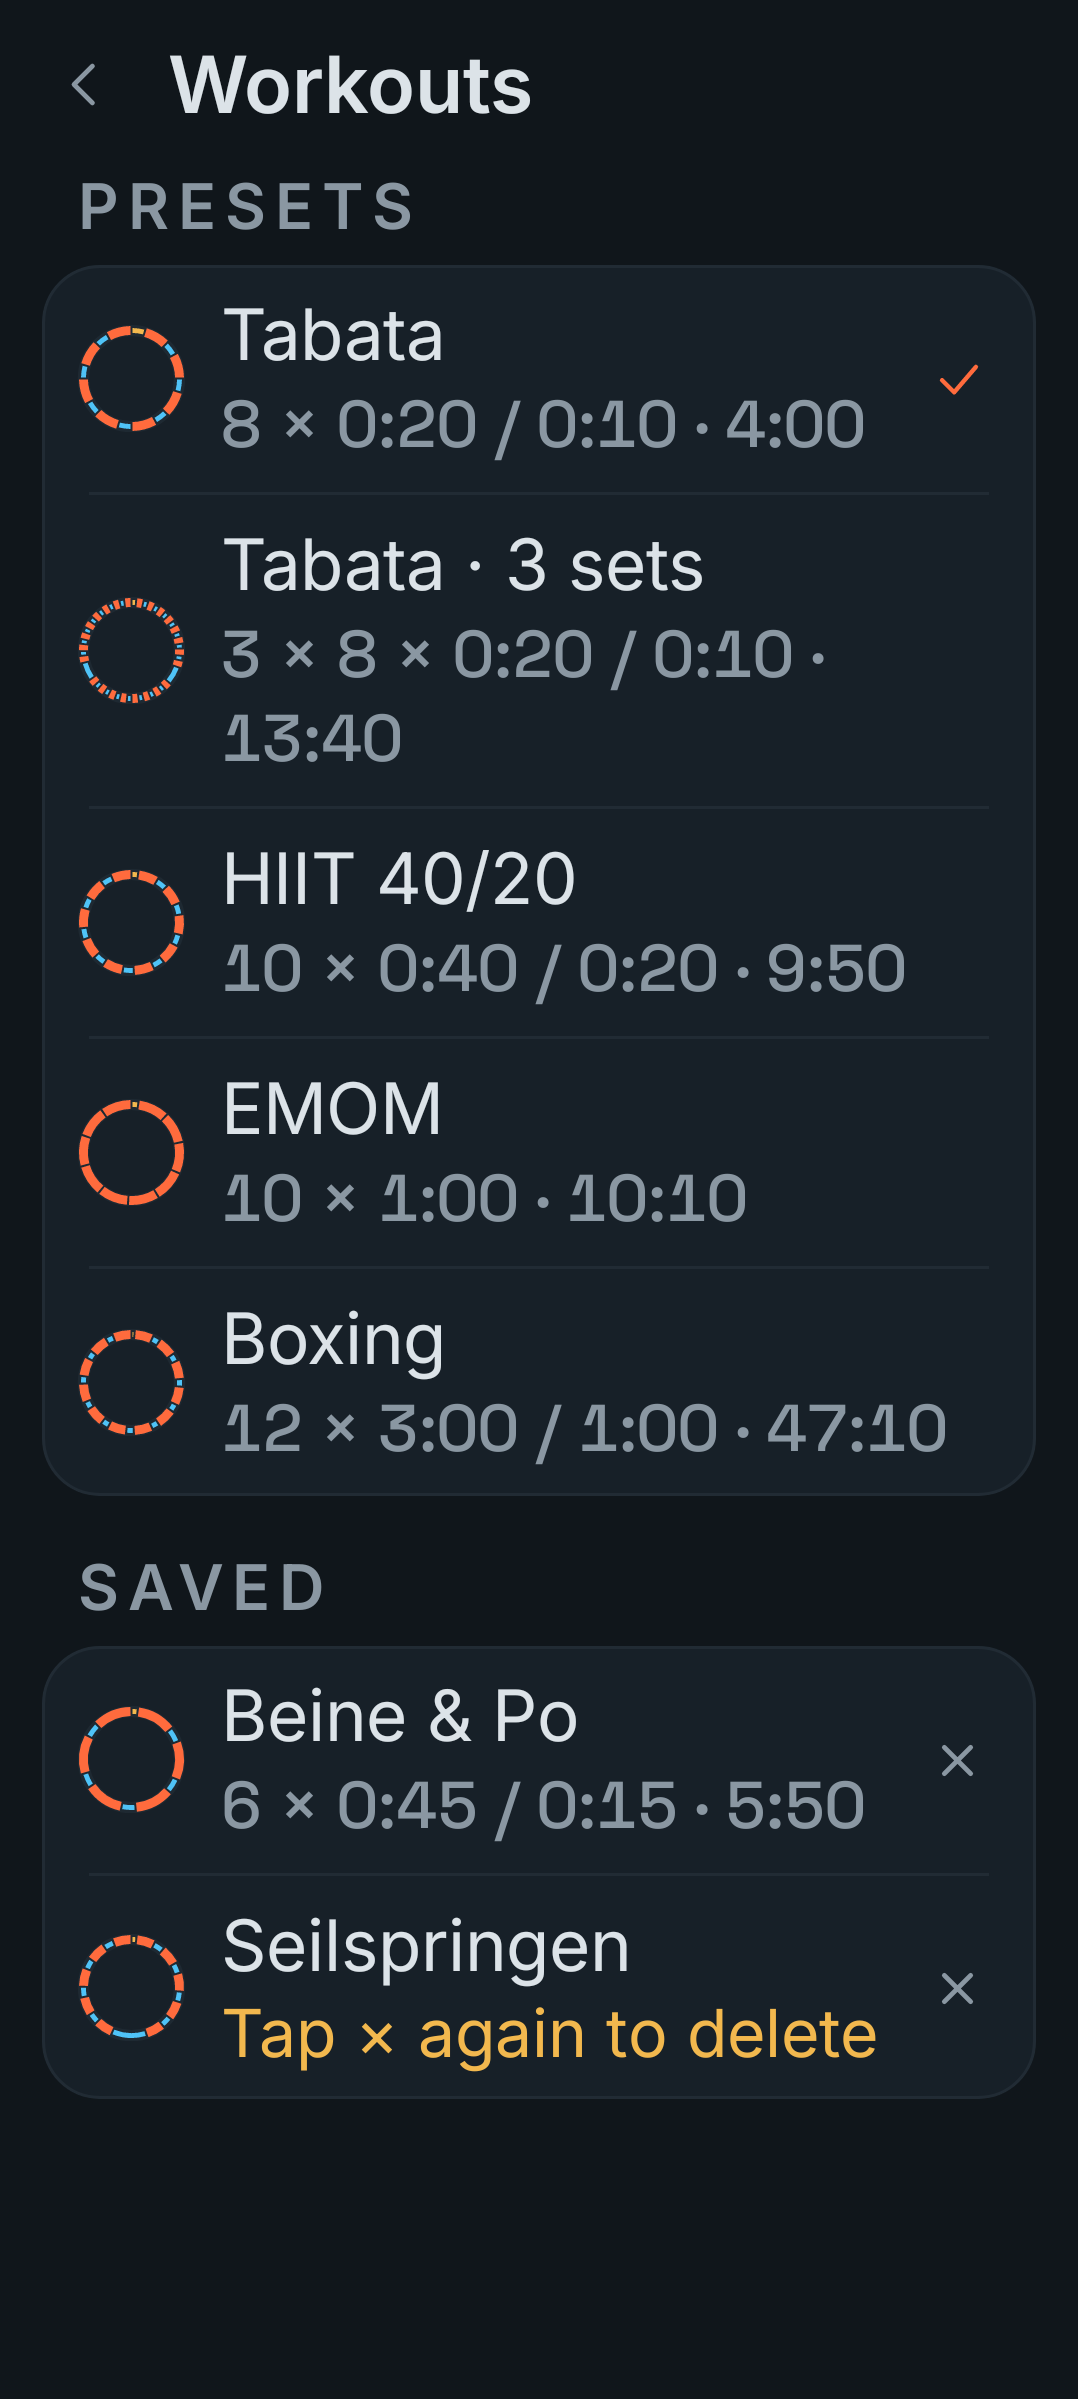 Workouts
PRESETS
Tabata
8 × 0:20 / 0:10 · 4:00
Tabata · 3 sets
3 × 8 × 0:20 / 0:10 ·
13:40
HIIT 40/20
10 × 0:40 / 0:20 · 9:50
EMOM
10 × 1:00 · 10:10
Boxing
12 × 3:00 / 1:00 · 47:10
SAVED
Beine & Po
6 × 0:45 / 0:15 · 5:50
Seilspringen
Tap × again to delete